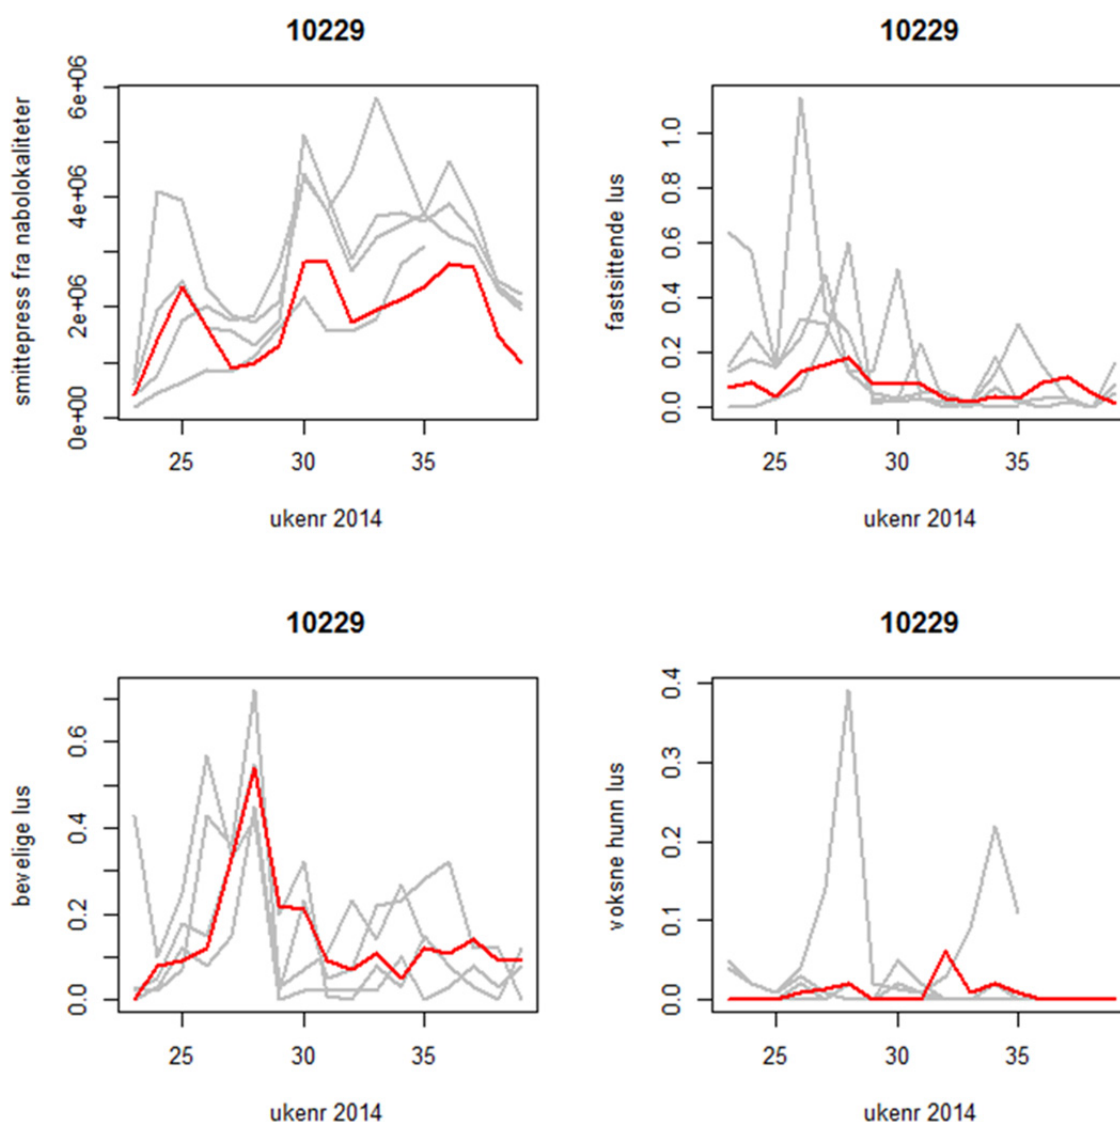 10229
smittepress fra nabolokaliteter
6e+06
4e+06
2e+06
0e+00
25 30 35
ukenr 2014
10229
fastsittende lus
1.0
0.8
0.6
0.4
0.2
0.0
25 30 35
ukenr 2014
10229
bevelige lus
0.6
0.4
0.2
0.0
25 30 35
ukenr 2014
10229
voksne hunn lus
0.4
0.3
0.2
0.1
0.0
25 30 35
ukenr 2014